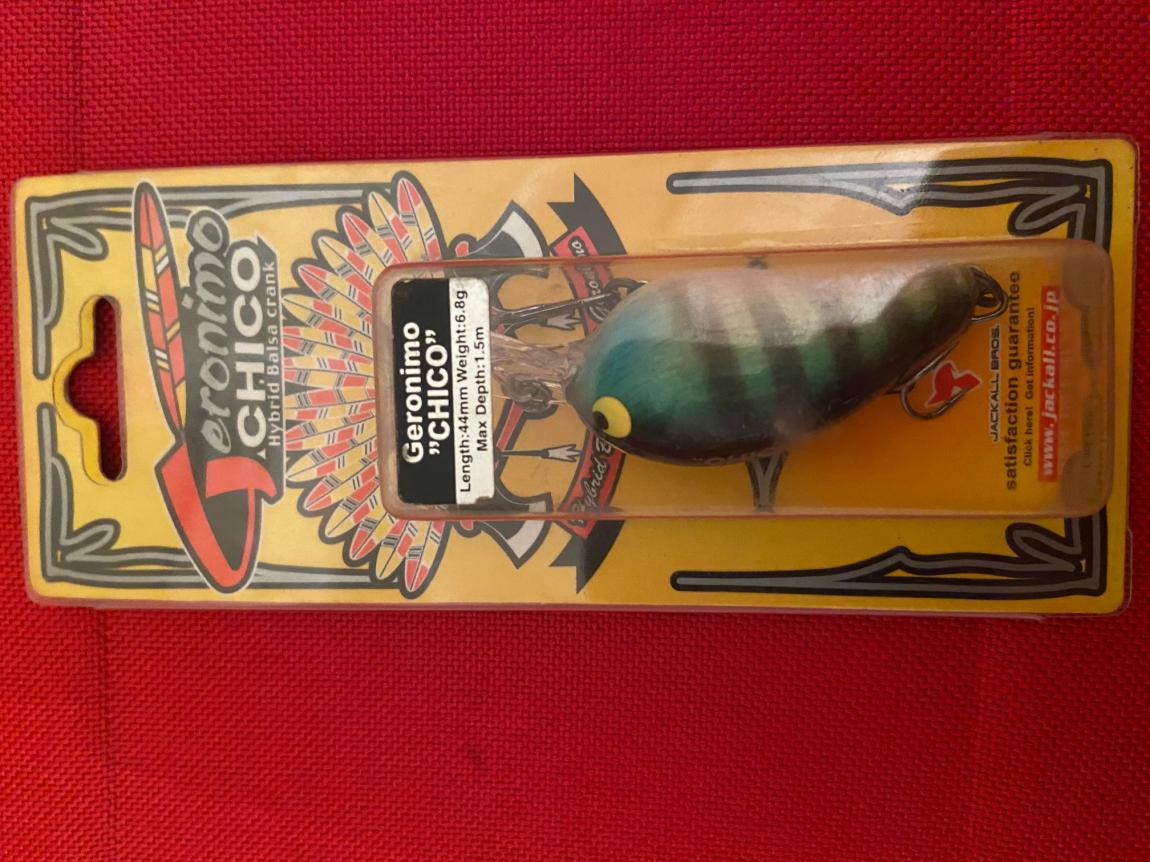 Geronimo
CHICO
Hybrid Balsa crank
Geronimo
"CHICO"
Length:44mm Weight:6.8g
Max Depth:1.5m
JACKALL BROS.
satisfaction guarantee
Click here! Get information!
www.jackall.co.jp